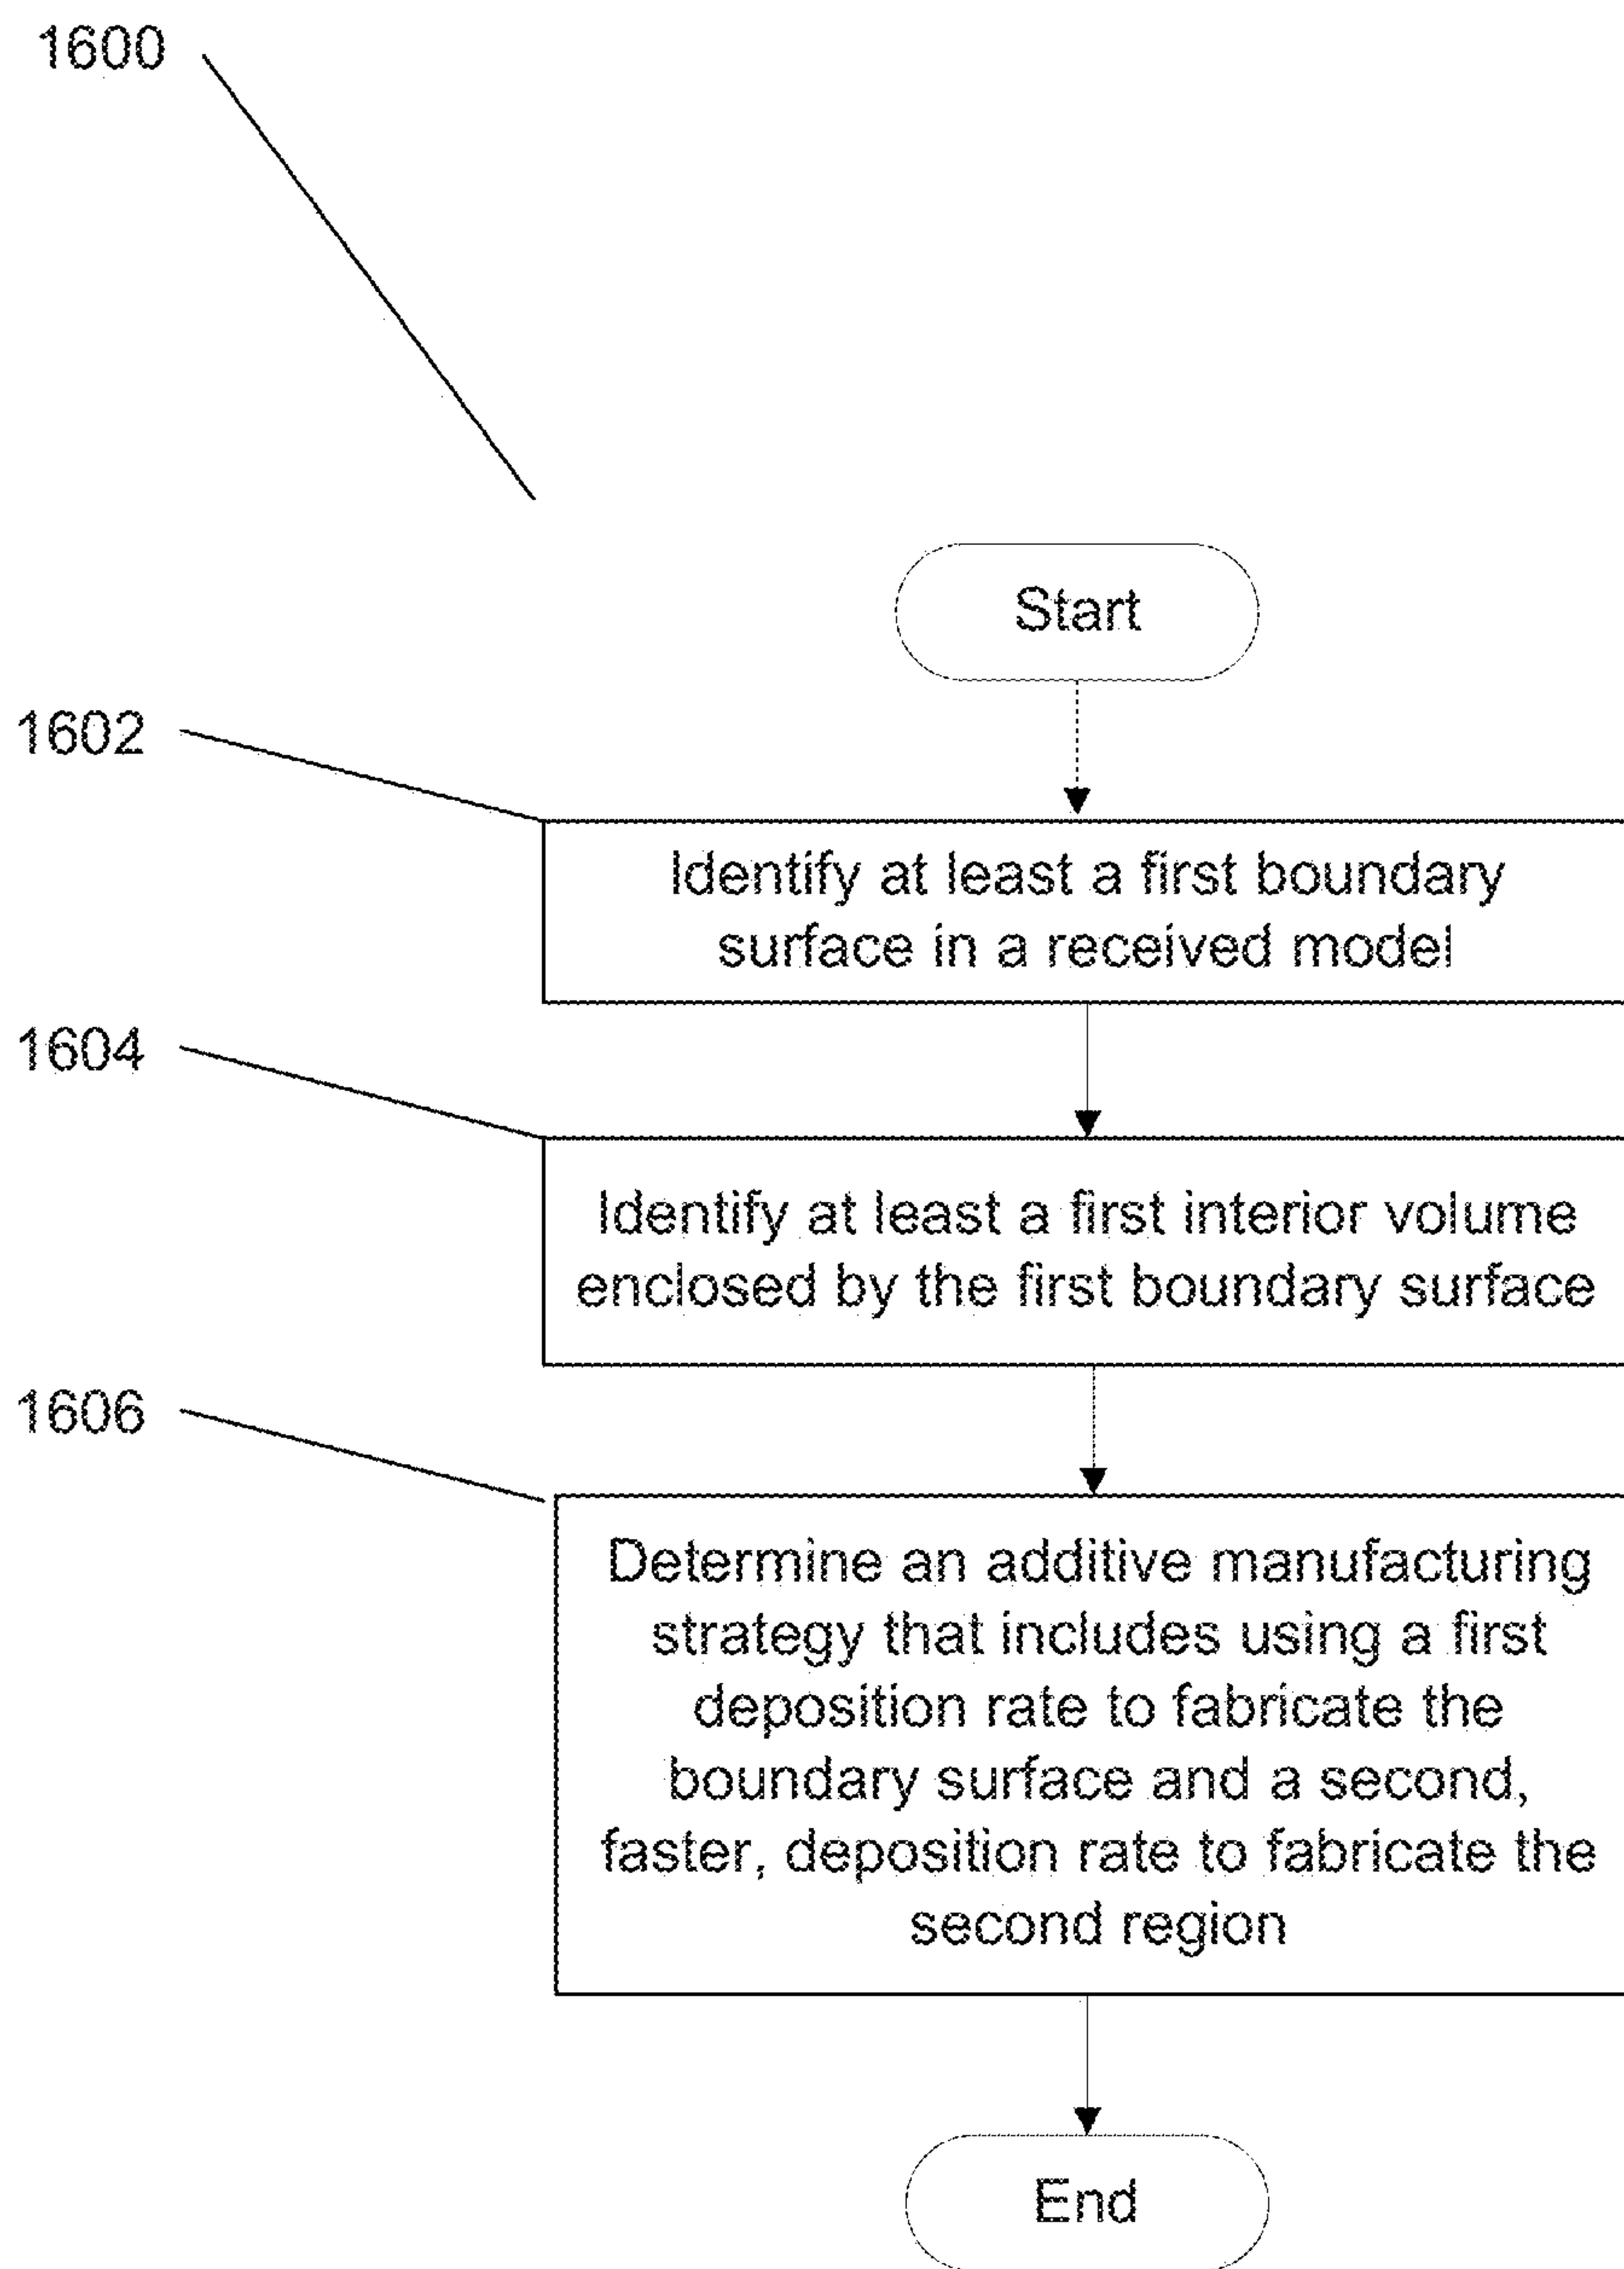 1600
Start
1602
Identify at least a first boundary
surface in a received model
1604
Identify at least a first interior volume
enclosed by the first boundary surface
1606
Determine an additive manufacturing
strategy that includes using a first
deposition rate to fabricate the
boundary surface and a second,
faster, deposition rate to fabricate the
second region
End